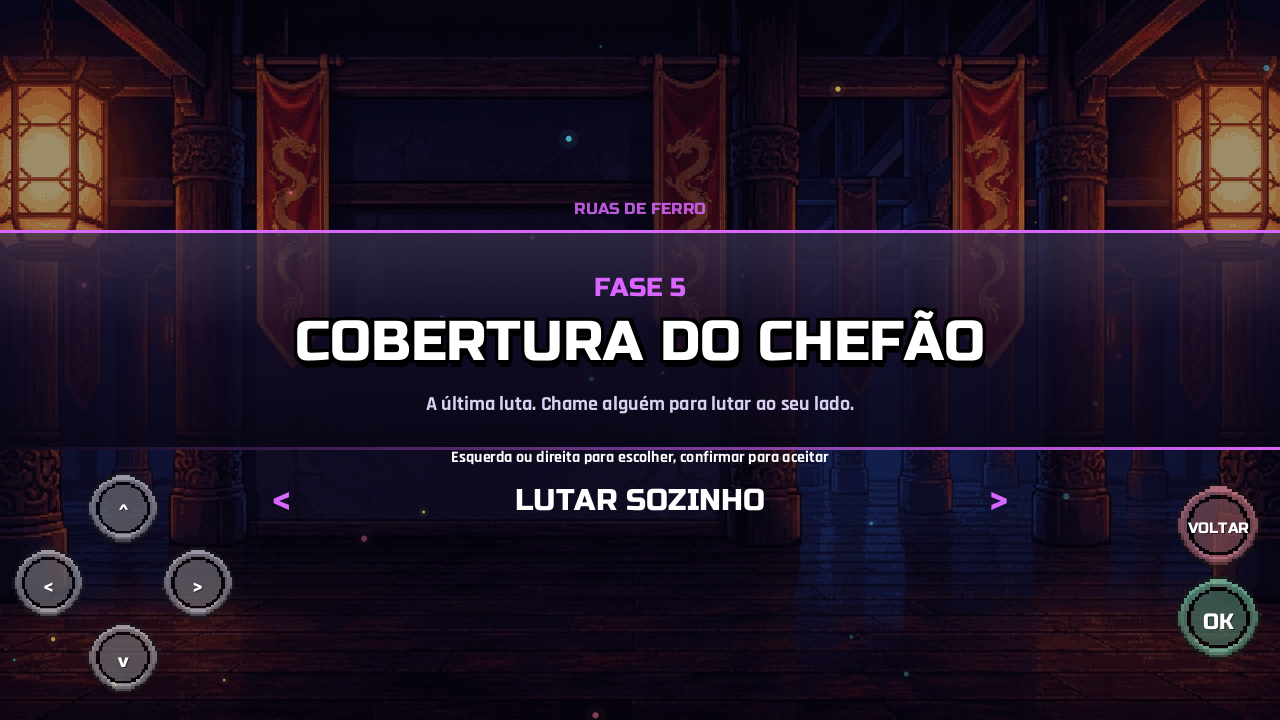 RUAS DE FERRO
FASE 5
COBERTURA DO CHEFÃO
A última luta. Chame alguém para lutar ao seu lado.
Esquerda ou direita para escolher, confirmar para aceitar
< LUTAR SOZINHO >
^
VOLTAR
< >
OK
v